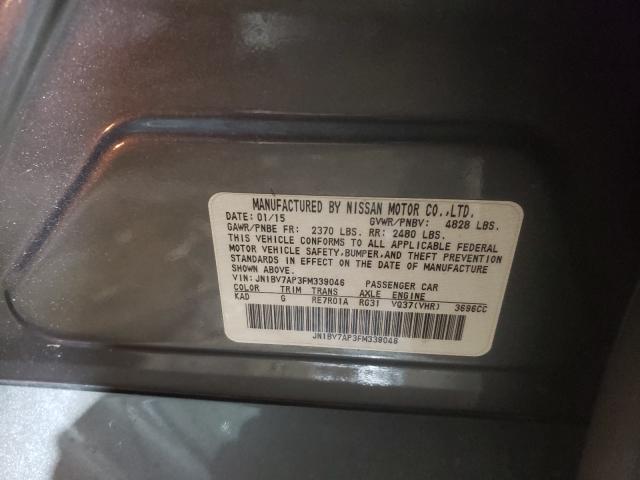 MANUFACTURED BY NISSAN MOTOR CO.,LTD.
DATE: 01/15 GVWR/PNBV: 4828 LBS.
GAWR/PNBE FR: 2370 LBS. RR: 2480 LBS.
THIS VEHICLE CONFORMS TO ALL APPLICABLE FEDERAL
MOTOR VEHICLE SAFETY,BUMPER,AND THEFT PREVENTION
STANDARDS IN EFFECT ON THE DATE OF MANUFACTURE
SHOWN ABOVE.
VIN: JN1BV7AP3FM339046 PASSENGER CAR
COLOR TRIM TRANS AXLE ENGINE
KAD G RE7R01A RG31 VQ37(VHR) 3696CC
JN1BV7AP3FM339046